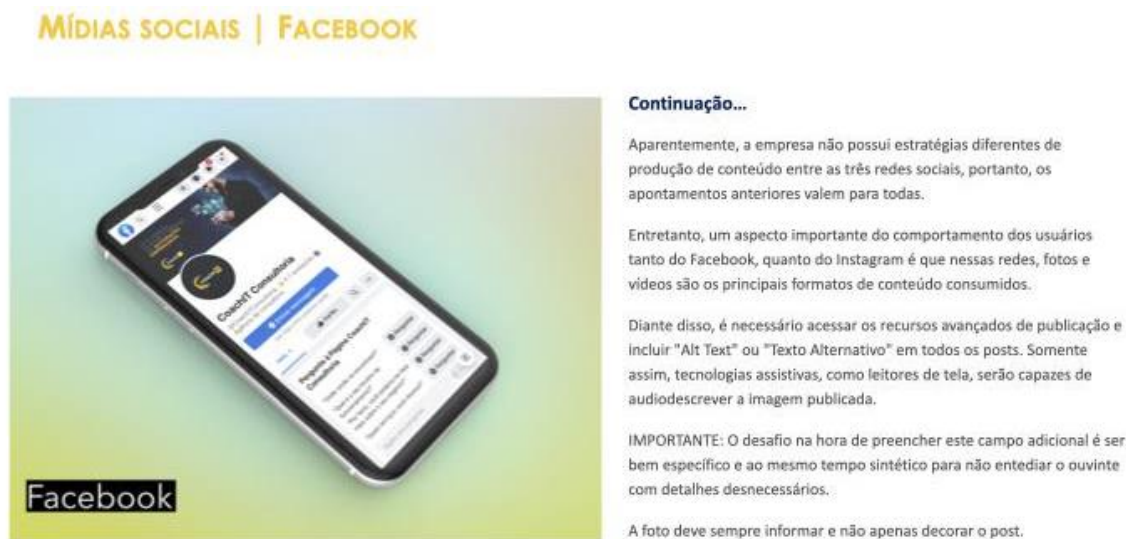 MÍDIAS SOCIAIS | FACEBOOK
Continuação...
Aparentemente, a empresa não possui estratégias diferentes de
produção de conteúdo entre as três redes sociais, portanto, os
apontamentos anteriores valem para todas.
Entretanto, um aspecto importante do comportamento dos usuários
tanto do Facebook, quanto do Instagram é que nessas redes, fotos e
vídeos são os principais formatos de conteúdo consumidos.
Diante disso, é necessário acessar os recursos avançados de publicação e
incluir "Alt Text" ou "Texto Alternativo" em todos os posts. Somente
assim, tecnologias assistivas, como leitores de tela, serão capazes de
audiodescrever a imagem publicada.
IMPORTANTE: O desafio na hora de preencher este campo adicional é ser
bem específico e ao mesmo tempo sintético para não entediar o ouvinte
com detalhes desnecessários.
A foto deve sempre informar e não apenas decorar o post.
CoachIT Consultoria
Pergunte a Página CoachIT
Consultoria
Facebook